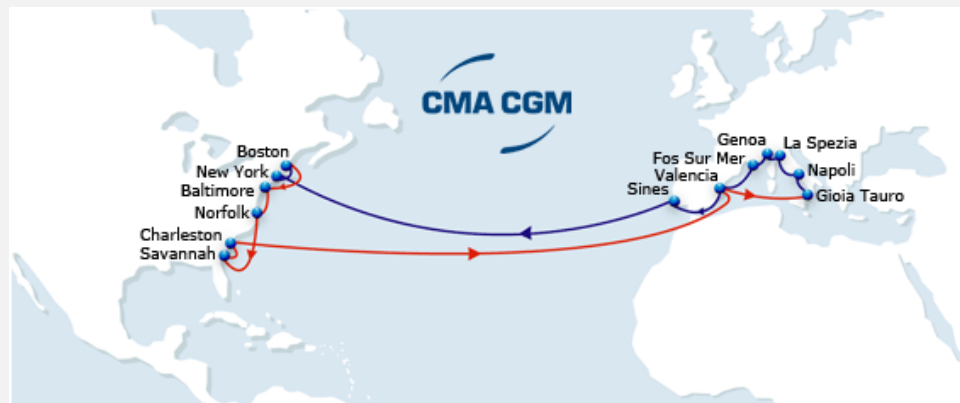 CMA CGM
Boston
New York
Baltimore
Norfolk
Charleston
Savannah
Genoa
La Spezia
Fos Sur Mer
Valencia
Napoli
Sines
Gioia Tauro